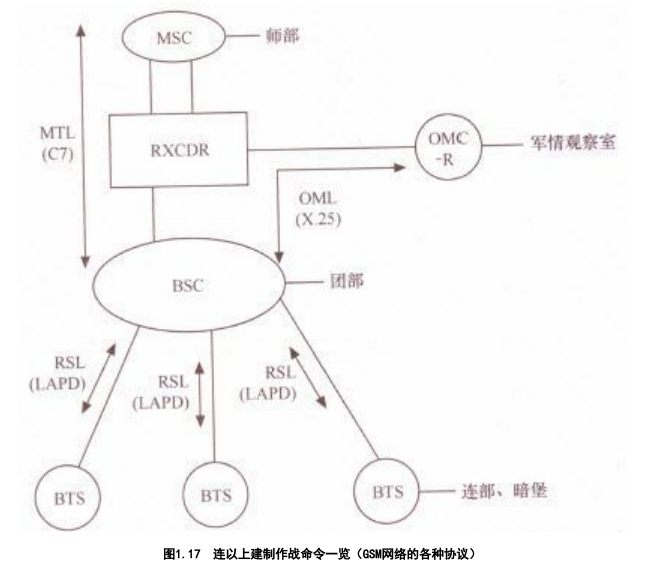 MSC
师部
MTL
(C7)
RXCDR
OMC
-R
军情观察室
OML
(X.25)
BSC
团部
RSL
(LAPD)
RSL
(LAPD)
RSL
(LAPD)
BTS
BTS
BTS
连部、暗堡
图1.17 连以上建制作战命令一览（GSM网络的各种协议）